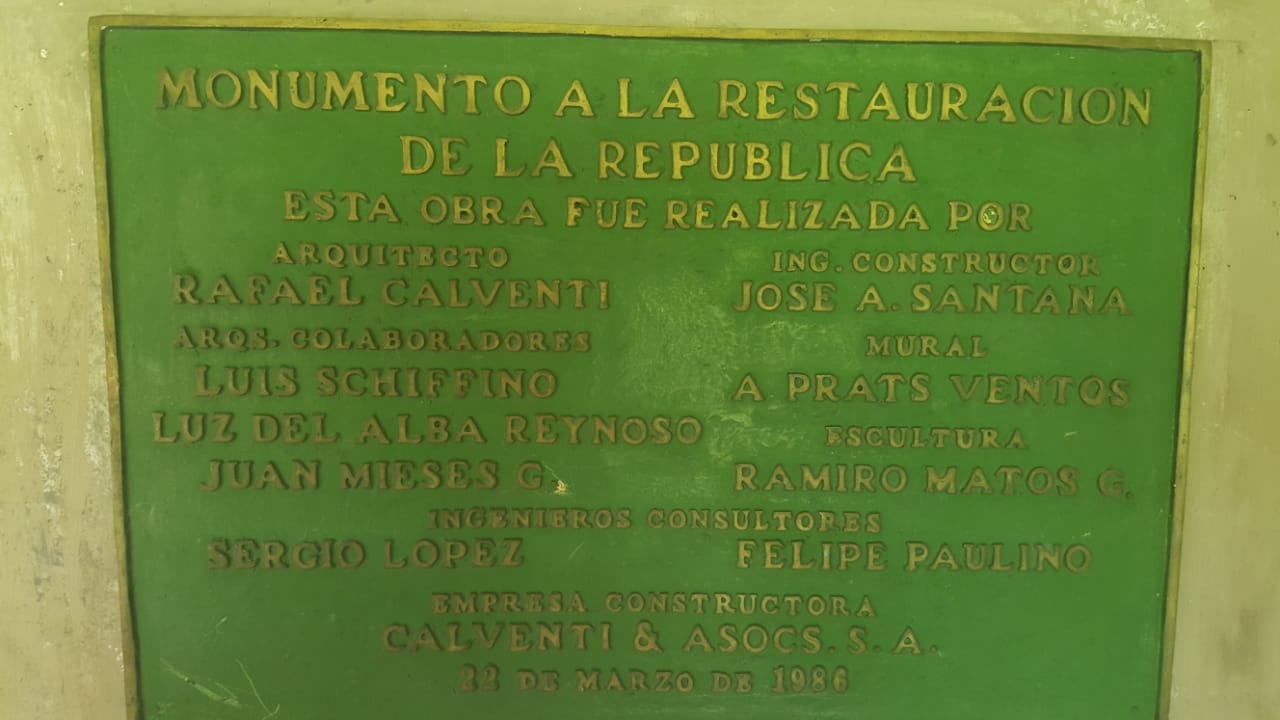 MONUMENTO A LA RESTAURACION
DE LA REPUBLICA
ESTA OBRA FUE REALIZADA POR
ARQUITECTO
RAFAEL CALVENTI
ARQS. COLABORADORES
LUIS SCHIFFINO
LUZ DEL ALBA REYNOSO
JUAN MIESES G.
ING. CONSTRUCTOR
JOSE A. SANTANA
MURAL
A. PRATS VENTOS
ESCULTURA
RAMIRO MATOS G.
INGENIEROS CONSULTORES
SERGIO LOPEZ
FELIPE PAULINO
EMPRESA CONSTRUCTORA
CALVENTI & ASOCS. S. A.
22 DE MARZO DE 1986